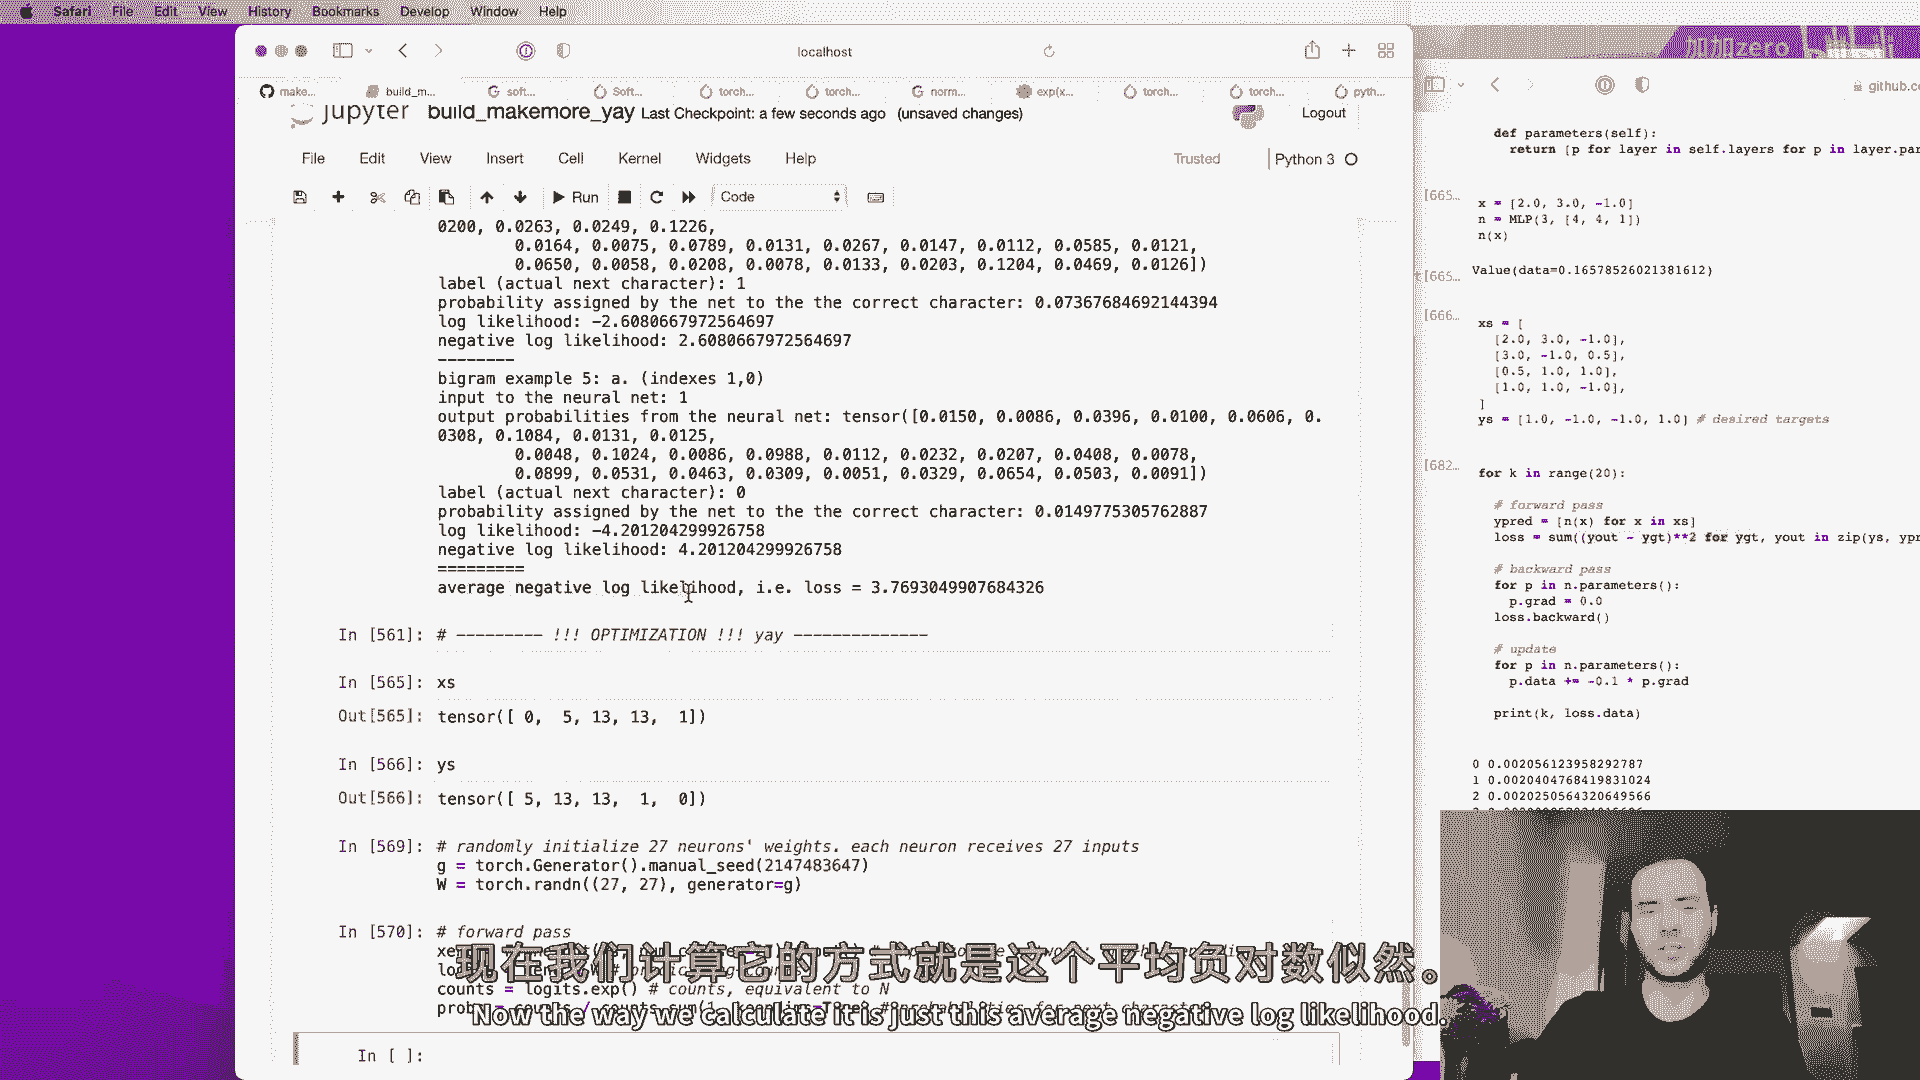 Safari File Edit View History Bookmarks Develop Window Help
加加zero
localhost
make... build_m... soft... Soft... torch... torch... norm... exp(x... torch... torch... pyth...
jupyter build_makemore_yay Last Checkpoint: a few seconds ago (unsaved changes)
Logout
File Edit View Insert Cell Kernel Widgets Help
Trusted Python 3
Run Code
0200, 0.0263, 0.0249, 0.1226,
0.0164, 0.0075, 0.0789, 0.0131, 0.0267, 0.0147, 0.0112, 0.0585, 0.0121,
0.0650, 0.0058, 0.0208, 0.0078, 0.0133, 0.0203, 0.1204, 0.0469, 0.0126])
label (actual next character): 1
probability assigned by the net to the the correct character: 0.07367684692144394
log likelihood: -2.6080667972564697
negative log likelihood: 2.6080667972564697
--------
bigram example 5: a. (indexes 1,0)
input to the neural net: 1
output probabilities from the neural net: tensor([0.0150, 0.0086, 0.0396, 0.0100, 0.0606, 0.
0308, 0.1084, 0.0131, 0.0125,
0.0048, 0.1024, 0.0086, 0.0988, 0.0112, 0.0232, 0.0207, 0.0408, 0.0078,
0.0899, 0.0531, 0.0463, 0.0309, 0.0051, 0.0329, 0.0654, 0.0503, 0.0091])
label (actual next character): 0
probability assigned by the net to the the correct character: 0.0149775305762887
log likelihood: -4.201204299926758
negative log likelihood: 4.201204299926758
=========
average negative log likelihood, i.e. loss = 3.7693049907684326
In [561]: # --------- !!! OPTIMIZATION !!! yay --------------
In [565]: xs
Out[565]: tensor([ 0, 5, 13, 13, 1])
In [566]: ys
Out[566]: tensor([ 5, 13, 13, 1, 0])
In [569]: # randomly initialize 27 neurons' weights. each neuron receives 27 inputs
g = torch.Generator().manual_seed(2147483647)
W = torch.randn((27, 27), generator=g)
In [570]: # forward pass
counts = logits.exp() # counts, equivalent to N
In [ ]:
github.co
def parameters(self):
return [p for layer in self.layers for p in layer.par
[665...
x = [2.0, 3.0, -1.0]
n = MLP(3, [4, 4, 1])
n(x)
[665...
Value(data=0.16578526021381612)
[666...
xs = [
[2.0, 3.0, -1.0],
[3.0, -1.0, 0.5],
[0.5, 1.0, 1.0],
[1.0, 1.0, -1.0],
]
ys = [1.0, -1.0, -1.0, 1.0] # desired targets
[682...
for k in range(20):
# forward pass
ypred = [n(x) for x in xs]
loss = sum((yout - ygt)**2 for ygt, yout in zip(ys, ypr
# backward pass
for p in n.parameters():
p.grad = 0.0
loss.backward()
# update
for p in n.parameters():
p.data += -0.1 * p.grad
print(k, loss.data)
0 0.002056123958292787
1 0.0020404768419831024
2 0.0020250564320649566
现在我们计算它的方式就是这个平均负对数似然。
Now the way we calculate it is just this average negative log likelihood.